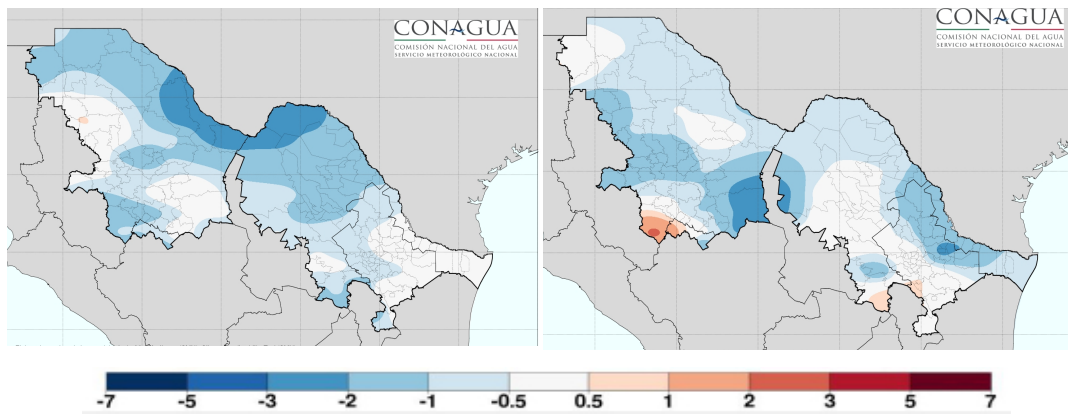 CONAGUA
COMISIÓN NACIONAL DEL AGUA
SERVICIO METEOROLÓGICO NACIONAL
CONAGUA
COMISIÓN NACIONAL DEL AGUA
SERVICIO METEOROLÓGICO NACIONAL
-7 -5 -3 -2 -1 -0.5 0.5 1 2 3 5 7